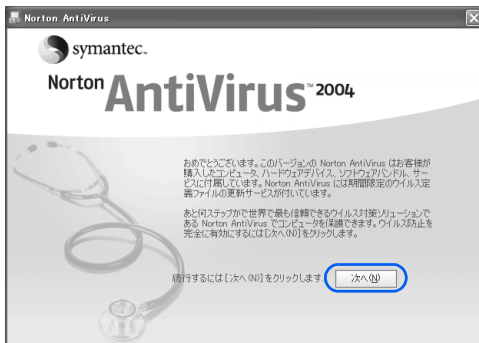 Norton AntiVirus
symantec.
Norton AntiVirus™ 2004
おめでとうございます。このバージョンの Norton AntiVirus はお客様が
購入したコンピュータ、ハードウェアデバイス、ソフトウェアバンドル、サー
ビスに付属しています。Norton AntiVirus には期間限定のウイルス定
義ファイルの更新サービスが付いています。
あと何ステップかで世界で最も信頼できるウイルス対策ソリューションで
ある Norton AntiVirus でコンピュータを保護できます。ウイルス防止を
完全に有効にするには[次へ(N)]をクリックします。
続行するには[次へ(N)]をクリックします.
次へ(N)